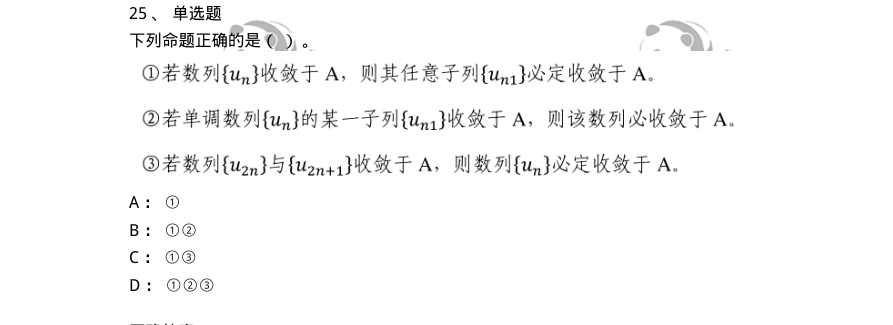 25、 单选题
下列命题正确的是（ ）。
①若数列{uₙ}收敛于 A，则其任意子列{uₙ₁}必定收敛于 A。
②若单调数列{uₙ}的某一子列{uₙ₁}收敛于 A，则该数列必收敛于 A。
③若数列{u₂ₙ}与{u₂ₙ₊₁}收敛于 A，则数列{uₙ}必定收敛于 A。
A： ①
B： ①②
C： ①③
D： ①②③